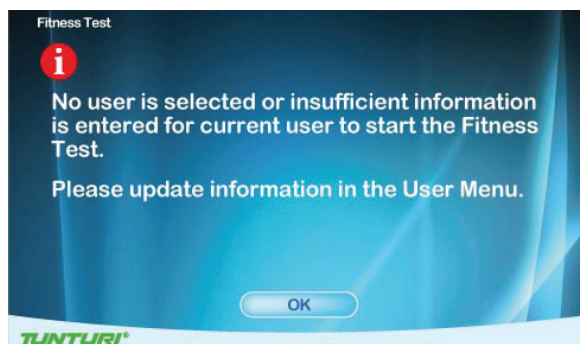 Fitness Test
i
No user is selected or insufficient information
is entered for current user to start the Fitness
Test.
Please update information in the User Menu.
OK
TUNTURI®